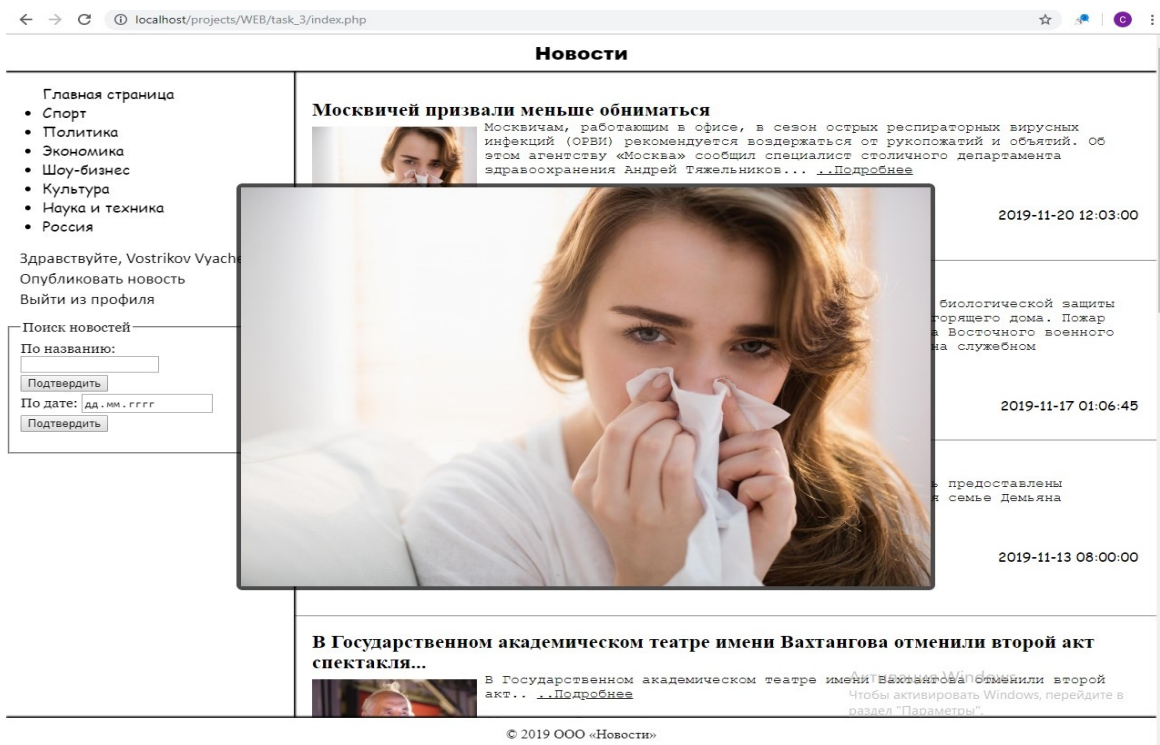 localhost/projects/WEB/task_3/index.php
C
Новости
Главная страница
Спорт
Политика
Экономика
Шоу-бизнес
Культура
Наука и техника
Россия
Здравствуйте, Vostrikov Vyache
Опубликовать новость
Выйти из профиля
Поиск новостей
По названию:
Подтвердить
По дате: дд.мм.гггг
Подтвердить
Москвичей призвали меньше обниматься
Москвичам, работающим в офисе, в сезон острых респираторных вирусных
инфекций (ОРВИ) рекомендуется воздержаться от рукопожатий и объятий. Об
этом агентству «Москва» сообщил специалист столичного департамента
здравоохранения Андрей Тяжельников... ..Подробнее
2019-11-20 12:03:00
биологической защиты
горящего дома. Пожар
а Восточного военного
на служебном
2019-11-17 01:06:45
предоставлены
я семье Демьяна
2019-11-13 08:00:00
В Государственном академическом театре имени Вахтангова отменили второй акт
спектакля...
В Государственном академическом театре имени Вахтангова отменили второй
акт.. ..Подробнее
Активация Windows
Чтобы активировать Windows, перейдите в
раздел "Параметры".
© 2019 ООО «Новости»